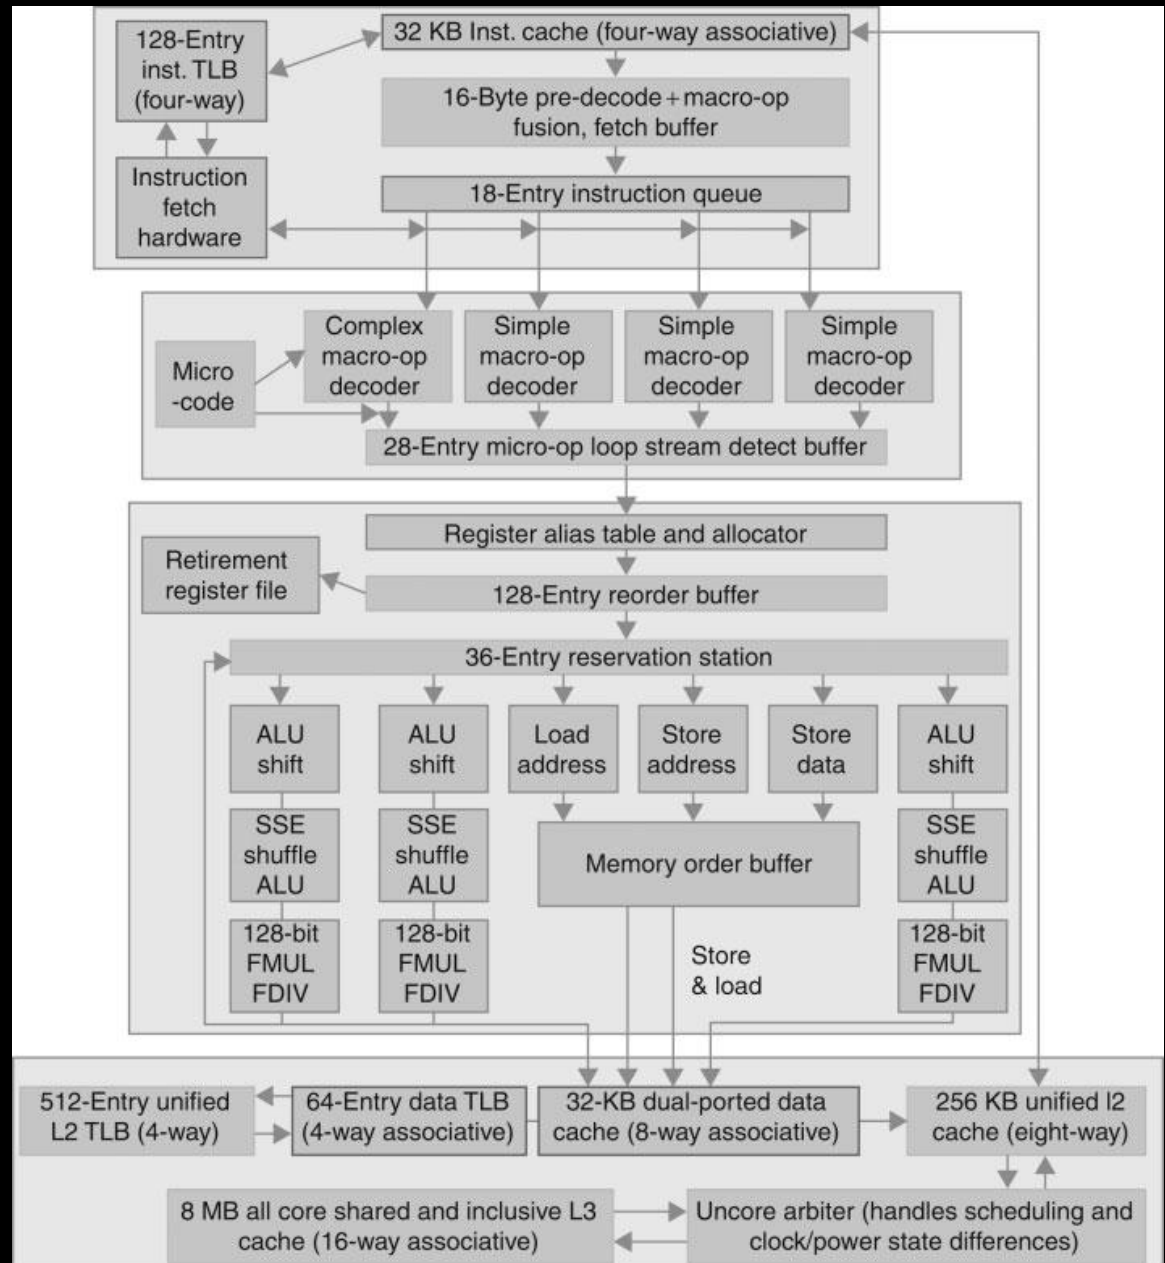 128-Entry
inst. TLB
(four-way)
32 KB Inst. cache (four-way associative)
16-Byte pre-decode + macro-op
fusion, fetch buffer
Instruction
fetch
hardware
18-Entry instruction queue
Micro
-code
Complex
macro-op
decoder
Simple
macro-op
decoder
Simple
macro-op
decoder
Simple
macro-op
decoder
28-Entry micro-op loop stream detect buffer
Register alias table and allocator
Retirement
register file
128-Entry reorder buffer
36-Entry reservation station
ALU
shift
ALU
shift
Load
address
Store
address
Store
data
ALU
shift
SSE
shuffle
ALU
SSE
shuffle
ALU
Memory order buffer
SSE
shuffle
ALU
128-bit
FMUL
FDIV
128-bit
FMUL
FDIV
Store
& load
128-bit
FMUL
FDIV
512-Entry unified
L2 TLB (4-way)
64-Entry data TLB
(4-way associative)
32-KB dual-ported data
cache (8-way associative)
256 KB unified l2
cache (eight-way)
8 MB all core shared and inclusive L3
cache (16-way associative)
Uncore arbiter (handles scheduling and
clock/power state differences)